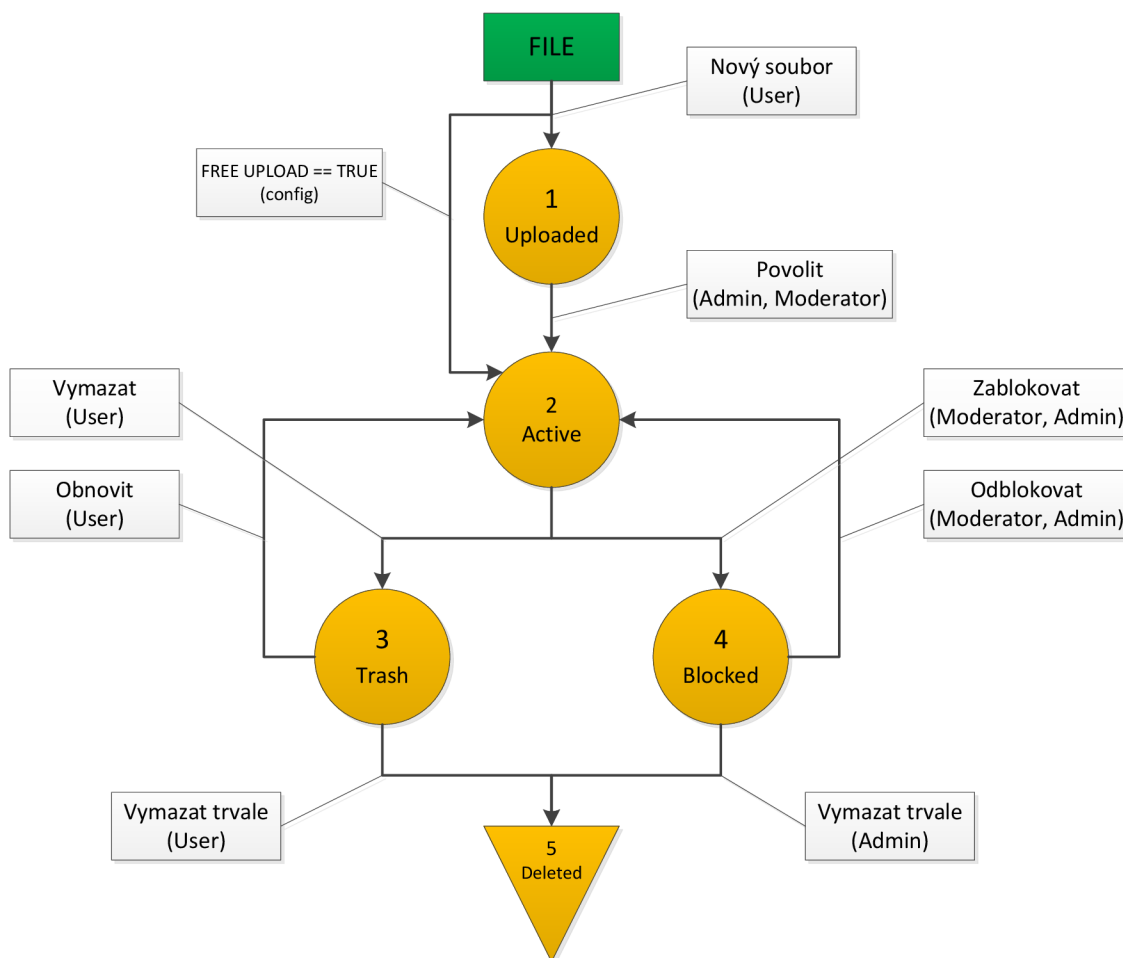 FILE
Nový soubor
(User)
FREE UPLOAD == TRUE
(config)
1
Uploaded
Povolit
(Admin, Moderator)
Vymazat
(User)
2
Active
Zablokovat
(Moderator, Admin)
Obnovit
(User)
Odblokovat
(Moderator, Admin)
3
Trash
4
Blocked
Vymazat trvale
(User)
Vymazat trvale
(Admin)
5
Deleted